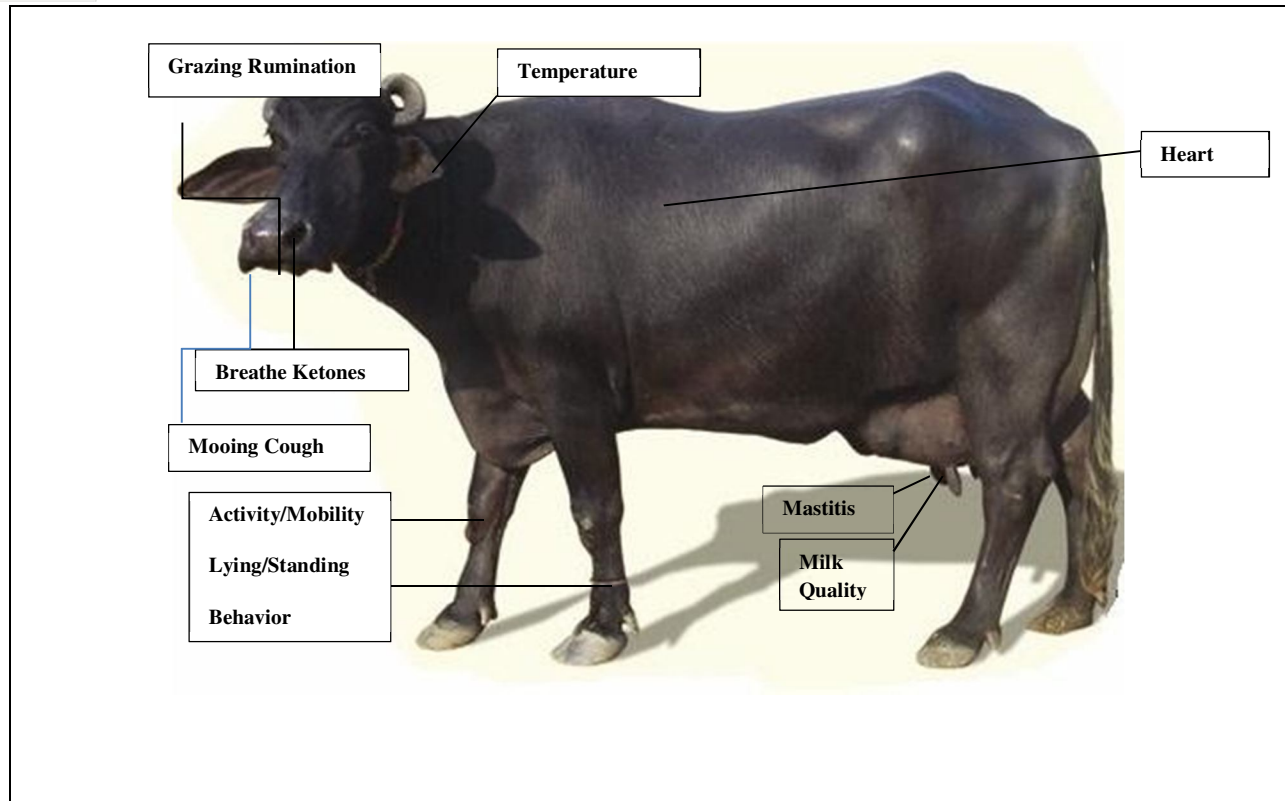 Grazing Rumination
Temperature
Heart
Breathe Ketones
Mooing Cough
Activity/Mobility
Lying/Standing
Behavior
Mastitis
Milk
Quality